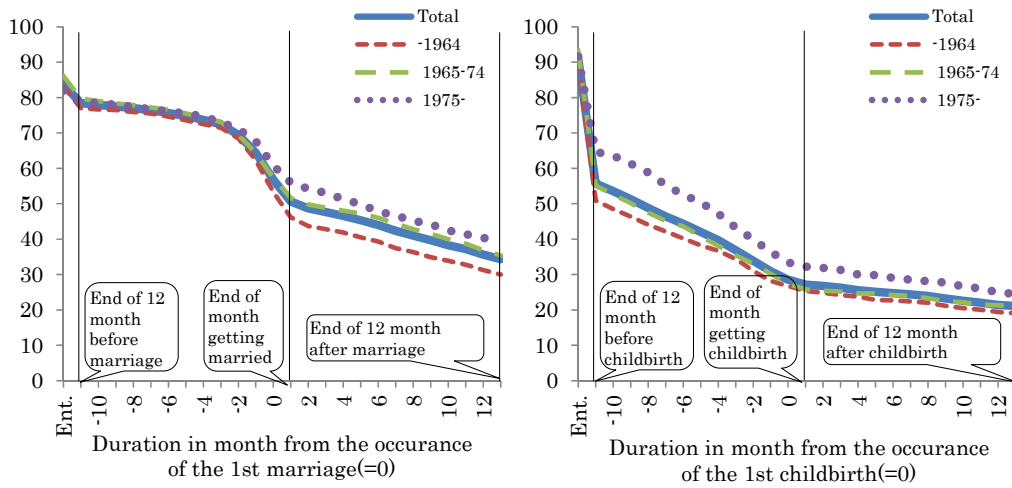 Total
-1964
1965-74
1975-
100
90
80
70
60
50
40
30
20
10
0
End of 12
month
before
marriage
End of
month
getting
married
End of 12 month
after marriage
Ent.
-10
-8
-6
-4
-2
0
2
4
6
8
10
12
Duration in month from the occurance
of the 1st marriage(=0)
Total
-1964
1965-74
1975-
100
90
80
70
60
50
40
30
20
10
0
End of 12
month
before
childbirth
End of
month
getting
childbirth
End of 12 month
after childbirth
Ent.
-10
-8
-6
-4
-2
0
2
4
6
8
10
12
Duration in month from the occurance
of the 1st childbirth(=0)